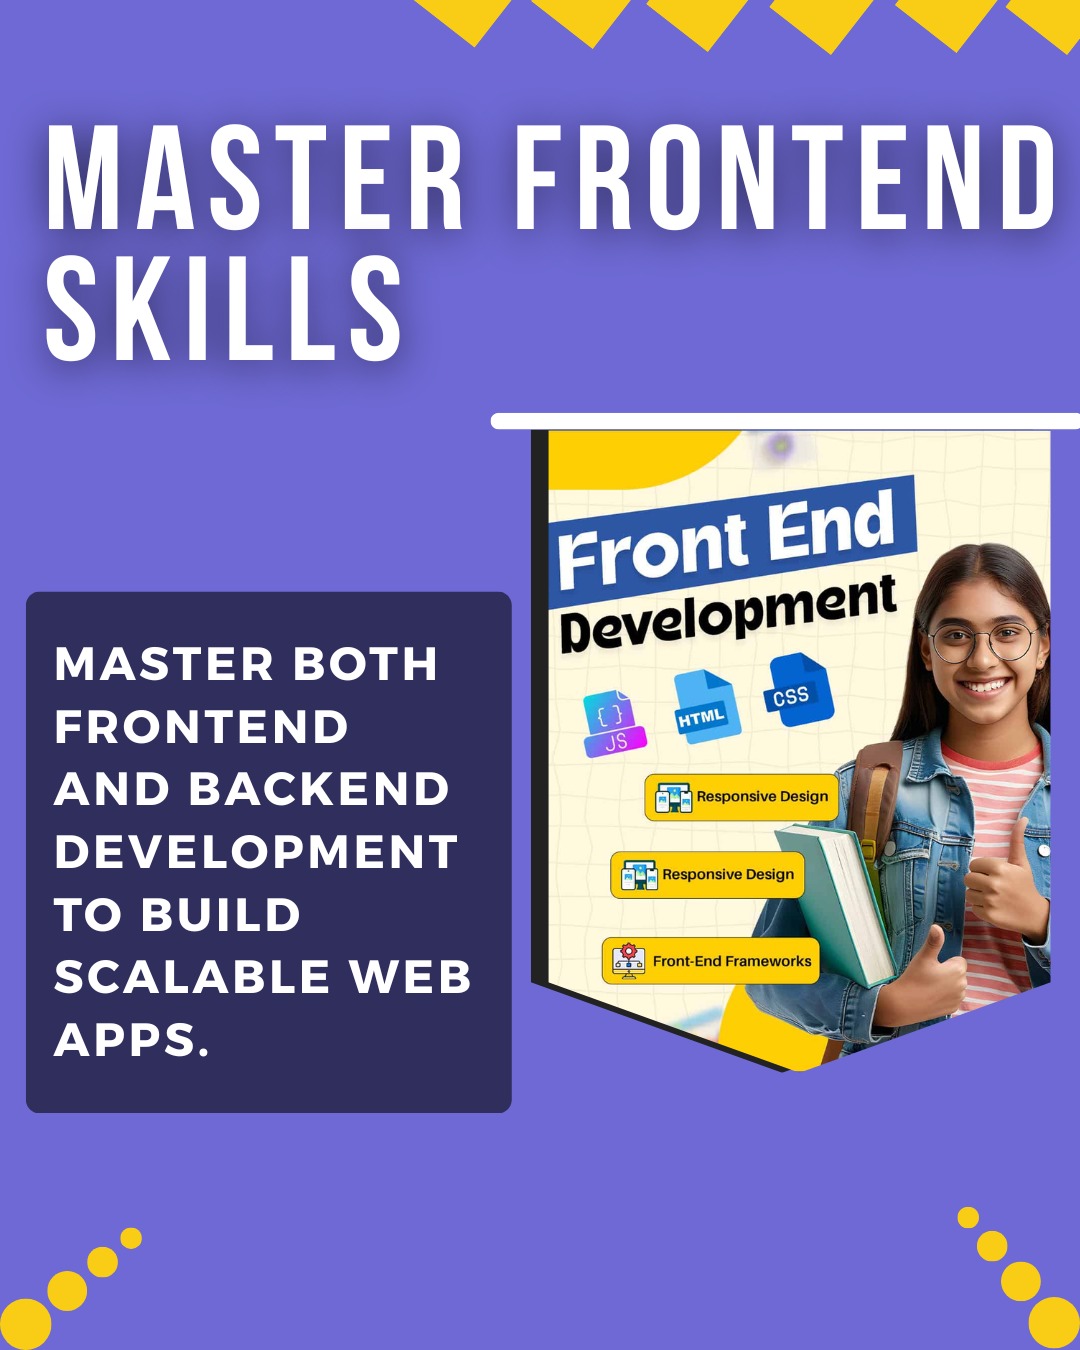 MASTER FRONTEND
SKILLS
MASTER BOTH
FRONTEND
AND BACKEND
DEVELOPMENT
TO BUILD
SCALABLE WEB
APPS.
Front End
Development
{ } JS
HTML
CSS
Responsive Design
Responsive Design
Front-End Frameworks